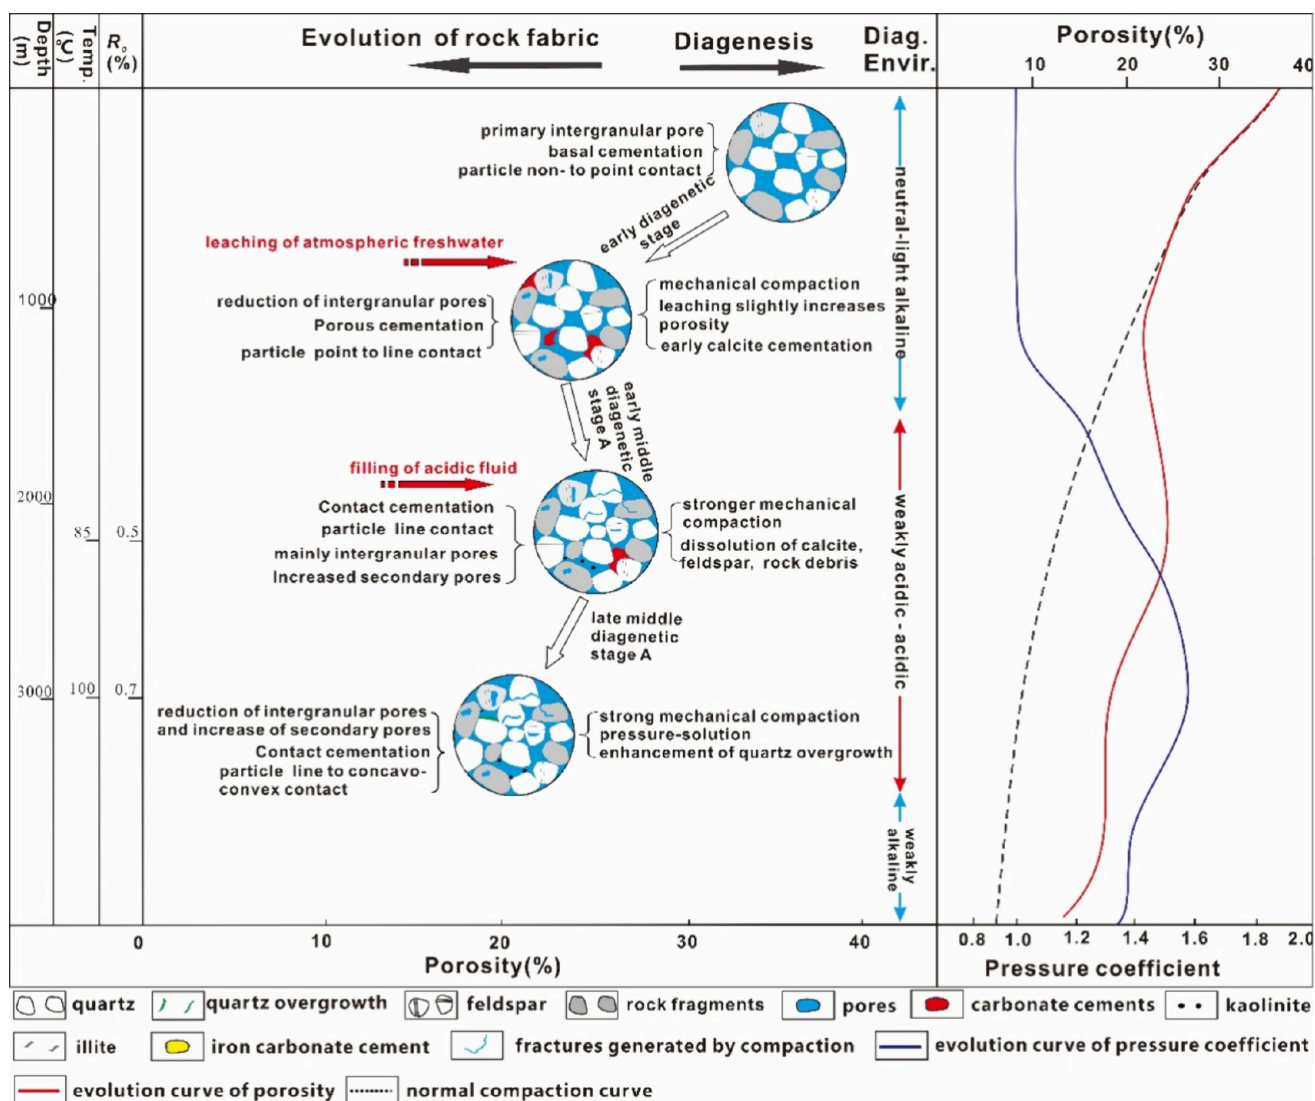 Depth (m)
Temp. (℃)
Ro (%)
Evolution of rock fabric
Diagenesis
Diag. Envir.
Porosity(%)
10 20 30 40
primary intergranular pore
basal cementation
particle non- to point contact
early diagenetic
stage
neutral-light alkaline
leaching of atmospheric freshwater
1000
reduction of intergranular pores
Porous cementation
particle point to line contact
mechanical compaction
leaching slightly increases
porosity
early calcite cementation
early middle
diagenetic
stage A
filling of acidic fluid
2000
85
0.5
Contact cementation
particle line contact
mainly intergranular pores
Increased secondary pores
stronger mechanical
compaction
dissolution of calcite,
feldspar, rock debris
weakly acidic - acidic
late middle
diagenetic
stage A
3000
100
0.7
reduction of intergranular pores
and increase of secondary pores
Contact cementation
particle line to concavo-
convex contact
strong mechanical compaction
pressure-solution
enhancement of quartz overgrowth
weakly
alkaline
0 10 20 30 40
Porosity(%)
0.8 1.0 1.2 1.4 1.6 1.8 2.0
Pressure coefficient
quartz
quartz overgrowth
feldspar
rock fragments
pores
carbonate cements
kaolinite
illite
iron carbonate cement
fractures generated by compaction
evolution curve of pressure coefficient
evolution curve of porosity
normal compaction curve